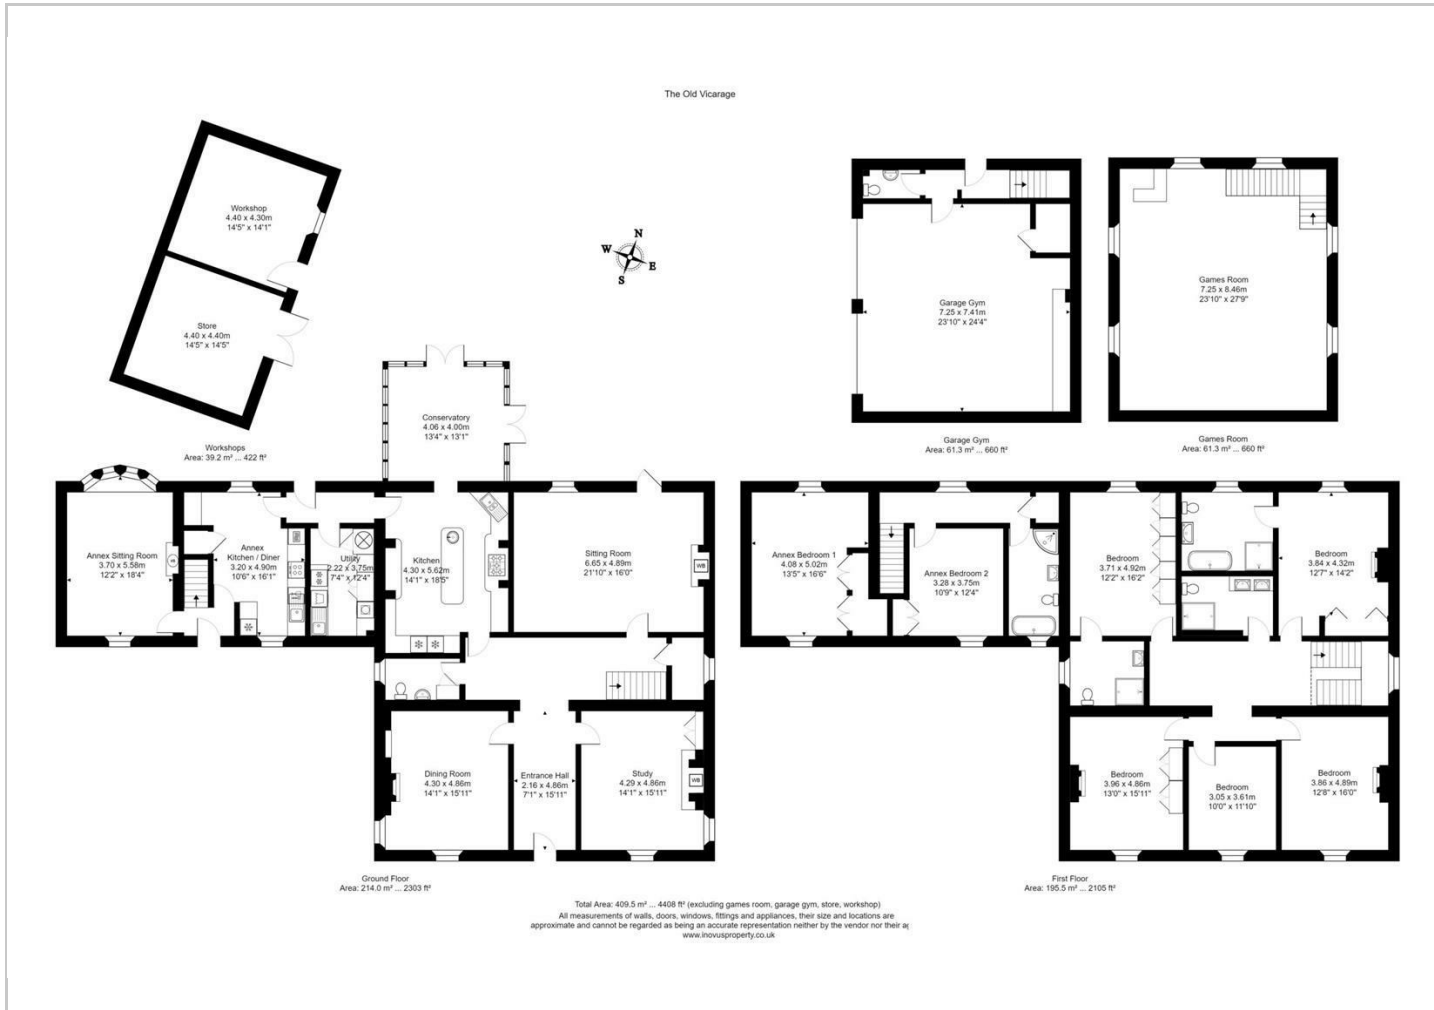 The Old Vicarage
Workshop
4.40 x 4.30m
14'5" x 14'1"
Store
4.40 x 4.40m
14'5" x 14'5"
Workshops
Area: 39.2 m² ... 422 ft²
N
W
E
S
Garage Gym
7.25 x 7.41m
23'10" x 24'4"
Garage Gym
Area: 61.3 m² ... 660 ft²
Games Room
7.25 x 8.46m
23'10" x 27'9"
Games Room
Area: 61.3 m² ... 660 ft²
Conservatory
4.06 x 4.00m
13'4" x 13'1"
Annex Sitting Room
3.70 x 5.58m
12'2" x 18'4"
Annex
Kitchen / Diner
3.20 x 4.90m
10'6" x 16'1"
Utility
2.22 x 3.75m
7'4" x 12'4"
Kitchen
4.30 x 5.62m
14'1" x 18'5"
Sitting Room
6.65 x 4.89m
21'10" x 16'0"
WB
Dining Room
4.30 x 4.86m
14'1" x 15'11"
Entrance Hall
2.16 x 4.86m
7'1" x 15'11"
Study
4.29 x 4.86m
14'1" x 15'11"
WB
Ground Floor
Area: 214.0 m² ... 2303 ft²
Annex Bedroom 1
4.08 x 5.02m
13'5" x 16'6"
Annex Bedroom 2
3.28 x 3.75m
10'9" x 12'4"
Bedroom
3.71 x 4.92m
12'2" x 16'2"
Bedroom
3.84 x 4.32m
12'7" x 14'2"
Bedroom
3.96 x 4.86m
13'0" x 15'11"
Bedroom
3.05 x 3.61m
10'0" x 11'10"
Bedroom
3.86 x 4.89m
12'8" x 16'0"
First Floor
Area: 195.5 m² ... 2105 ft²
Total Area: 409.5 m² ... 4408 ft² (excluding games room, garage gym, store, workshop)
All measurements of walls, doors, windows, fittings and appliances, their size and locations are
approximate and cannot be regarded as being an accurate representation neither by the vendor nor their
www.inovusproperty.co.uk